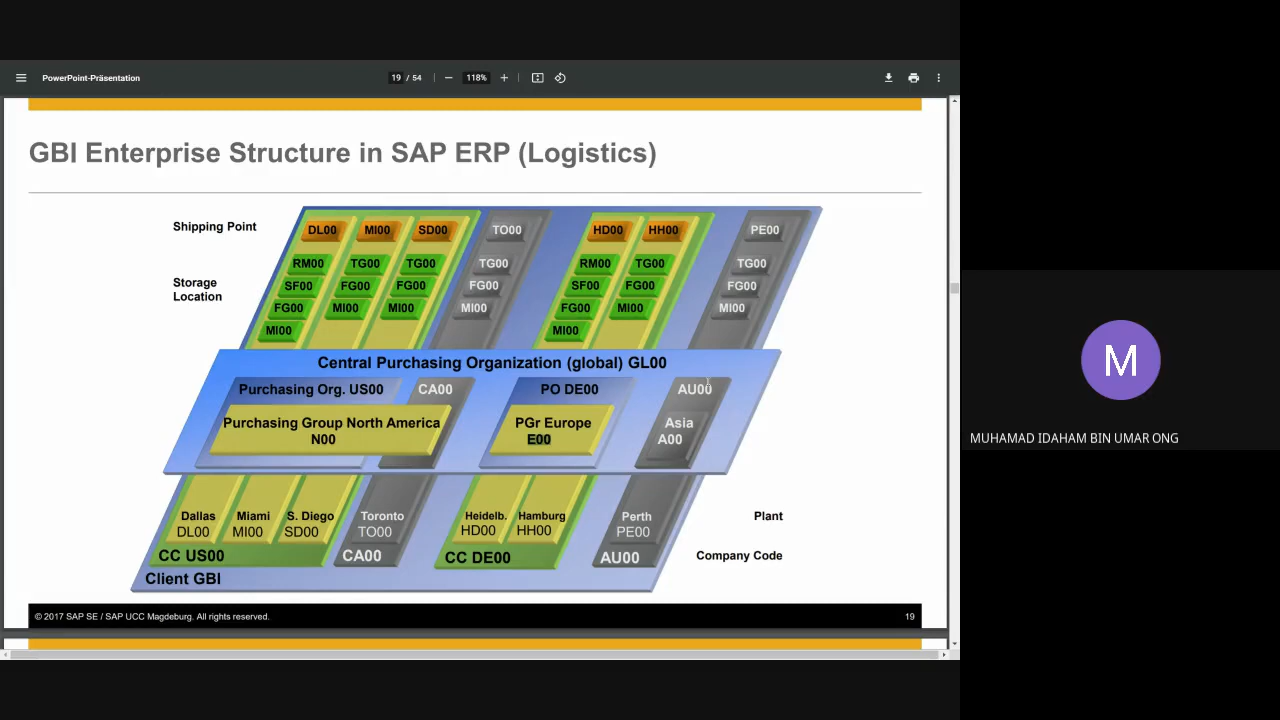 PowerPoint-Präsentation
19 / 54
118%
GBI Enterprise Structure in SAP ERP (Logistics)
Shipping Point
DL00 MI00 SD00 TO00 HD00 HH00 PE00
Storage
Location
RM00 TG00 TG00 TG00 RM00 TG00 TG00
SF00 FG00 FG00 FG00 SF00 FG00 FG00
FG00 MI00 MI00 MI00 FG00 MI00 MI00
MI00 MI00
Central Purchasing Organization (global) GL00
Purchasing Org. US00 CA00 PO DE00 AU00
Purchasing Group North America PGr Europe Asia
N00 E00 A00
Dallas Miami S. Diego Toronto Heidelb. Hamburg Perth Plant
DL00 MI00 SD00 TO00 HD00 HH00 PE00
CC US00 CA00 CC DE00 AU00 Company Code
Client GBI
© 2017 SAP SE / SAP UCC Magdeburg. All rights reserved. 19
M
MUHAMAD IDAHAM BIN UMAR ONG